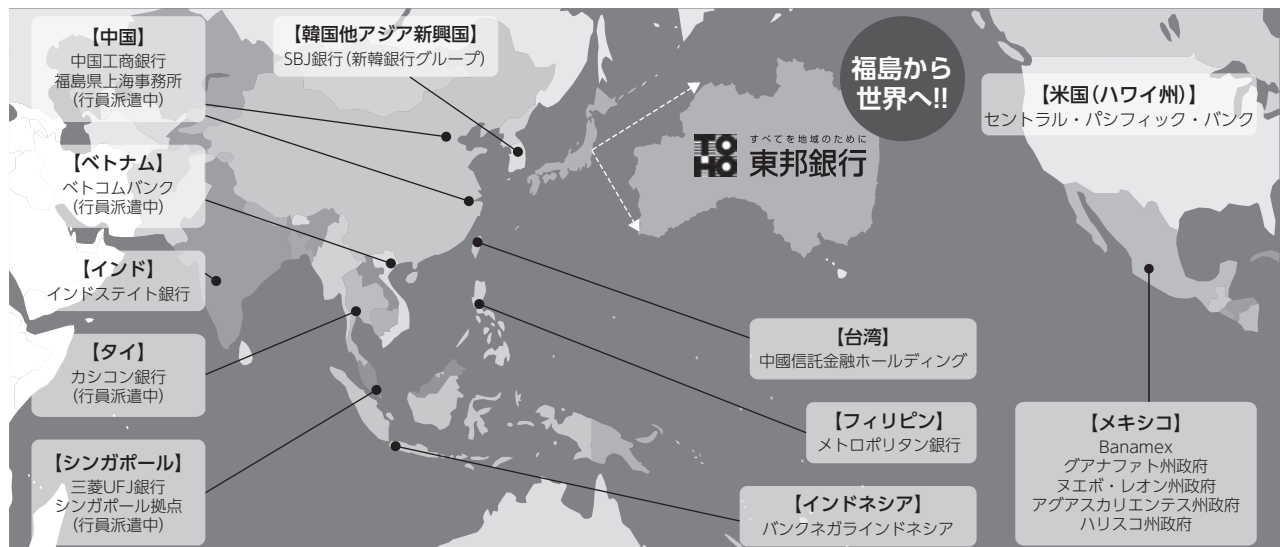 【中国】
中国工商銀行
福島県上海事務所
(行員派遣中)
【韓国他アジア新興国】
SBJ銀行(新韓銀行グループ)
福島から
世界へ!!
【米国(ハワイ州)】
セントラル・パシフィック・バンク
TO
HO
すべてを地域のために
東邦銀行
【ベトナム】
ベトコムバンク
(行員派遣中)
【インド】
インドステイト銀行
【タイ】
カシコン銀行
(行員派遣中)
【シンガポール】
三菱UFJ銀行
シンガポール拠点
(行員派遣中)
【台湾】
中國信託金融ホールディング
【フィリピン】
メトロポリタン銀行
【インドネシア】
バンクネガラインドネシア
【メキシコ】
Banamex
グアナファト州政府
ヌエボ・レオン州政府
アグアスカリエンテス州政府
ハリスコ州政府